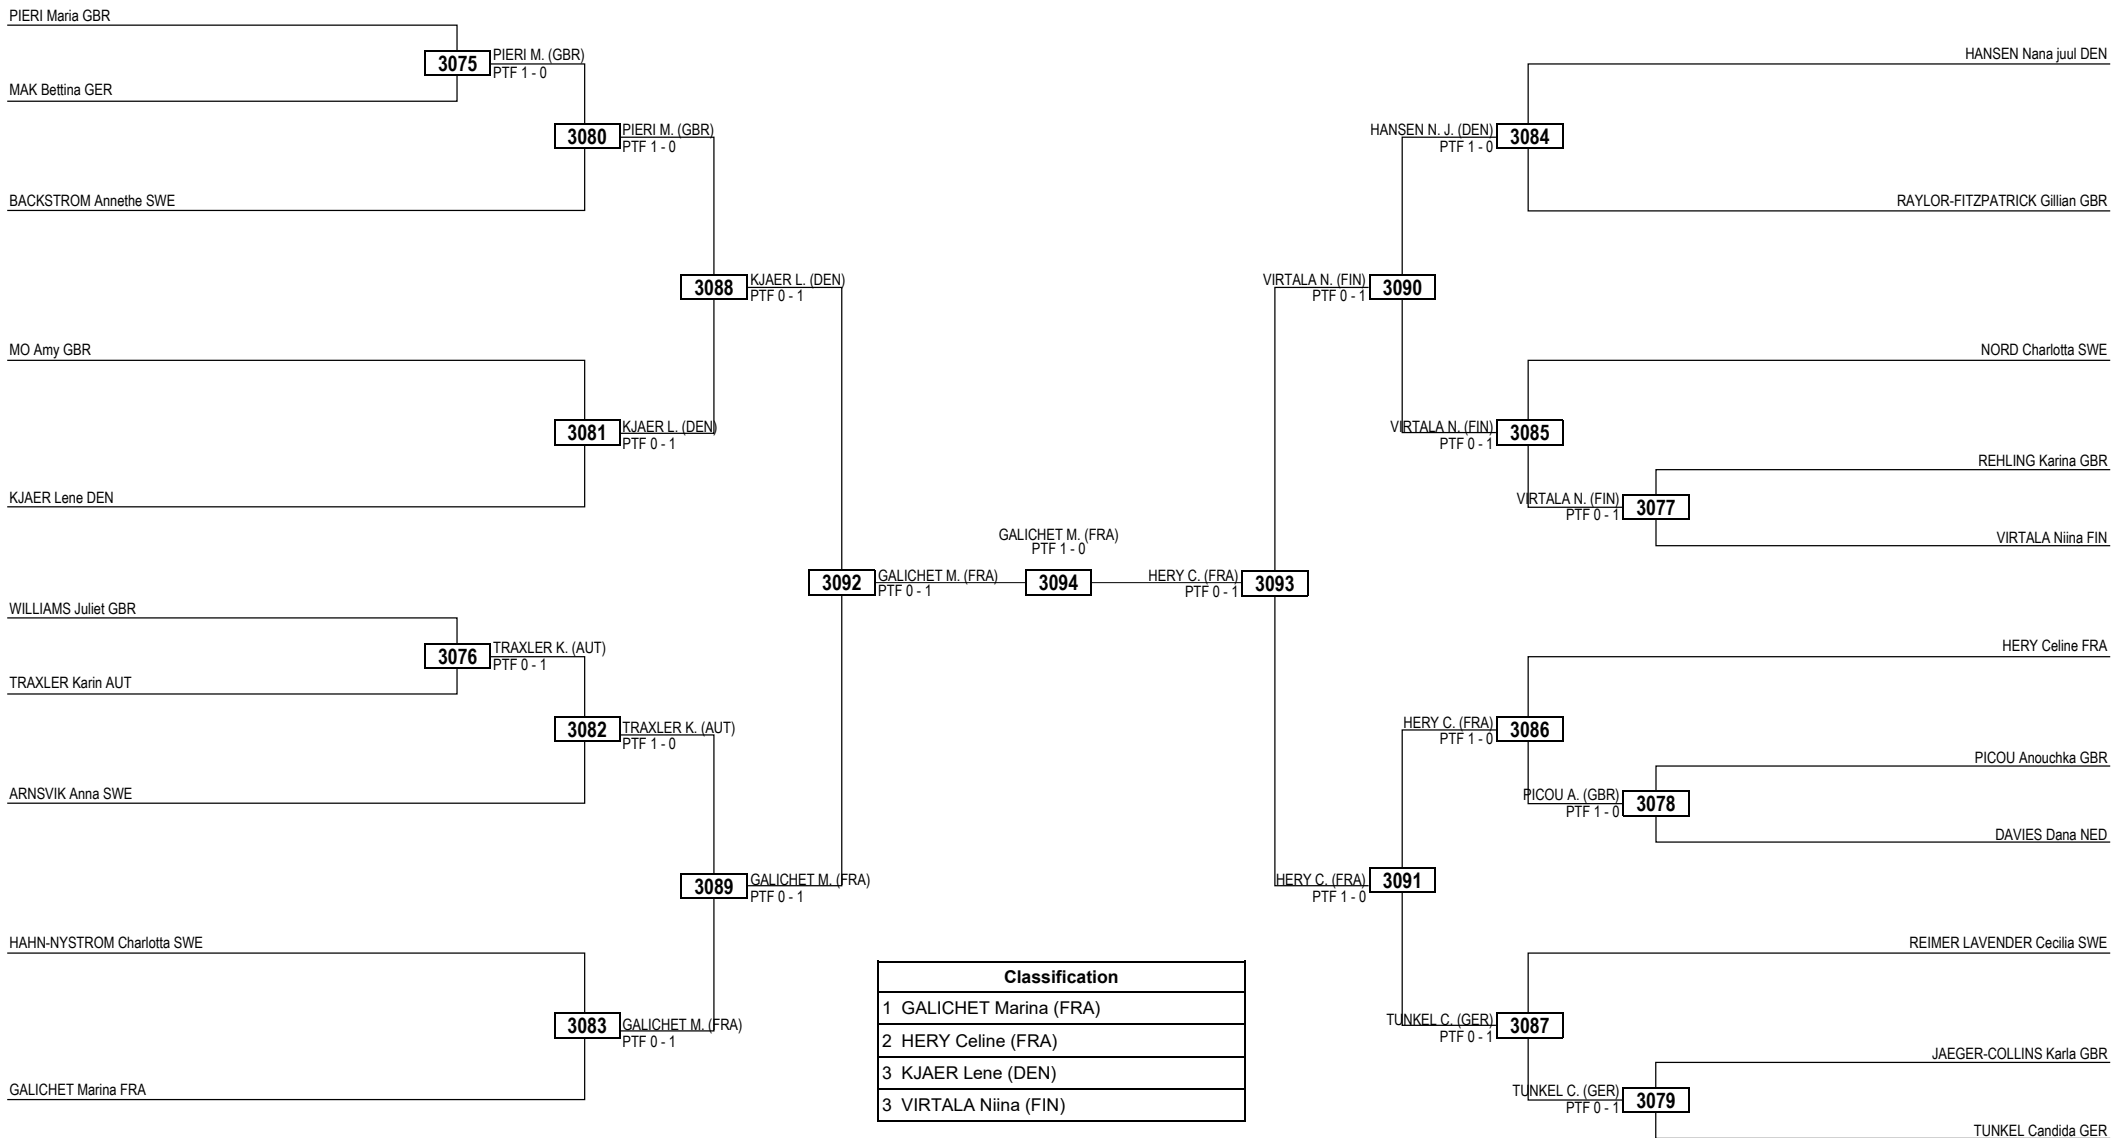 PIERI Maria GBR
3075
PIERI M. (GBR)
PTF 1 - 0
MAK Bettina GER
3080
PIERI M. (GBR)
PTF 1 - 0
BACKSTROM Annethe SWE
3088
KJAER L. (DEN)
PTF 0 - 1
MO Amy GBR
3081
KJAER L. (DEN)
PTF 0 - 1
KJAER Lene DEN
3092
GALICHET M. (FRA)
PTF 0 - 1
WILLIAMS Juliet GBR
3076
TRAXLER K. (AUT)
PTF 0 - 1
TRAXLER Karin AUT
3082
TRAXLER K. (AUT)
PTF 1 - 0
ARNSVIK Anna SWE
3089
GALICHET M. (FRA)
PTF 0 - 1
HAHN-NYSTROM Charlotta SWE
3083
GALICHET M. (FRA)
PTF 0 - 1
GALICHET Marina FRA
GALICHET M. (FRA)
PTF 1 - 0
3094
HANSEN Nana juul DEN
HANSEN N. J. (DEN)
PTF 1 - 0
3084
RAYLOR-FITZPATRICK Gillian GBR
VIRTALA N. (FIN)
PTF 0 - 1
3090
NORD Charlotta SWE
VIRTALA N. (FIN)
PTF 0 - 1
3085
REHLING Karina GBR
VIRTALA N. (FIN)
PTF 0 - 1
3077
VIRTALA Niina FIN
HERY C. (FRA)
PTF 0 - 1
3093
HERY Celine FRA
HERY C. (FRA)
PTF 1 - 0
3086
PICOU Anouchka GBR
PICOU A. (GBR)
PTF 1 - 0
3078
DAVIES Dana NED
HERY C. (FRA)
PTF 1 - 0
3091
REIMER LAVENDER Cecilia SWE
TUNKEL C. (GER)
PTF 0 - 1
3087
JAEGER-COLLINS Karla GBR
TUNKEL C. (GER)
PTF 0 - 1
3079
TUNKEL Candida GER
Classification
1 GALICHET Marina (FRA)
2 HERY Celine (FRA)
3 KJAER Lene (DEN)
3 VIRTALA Niina (FIN)